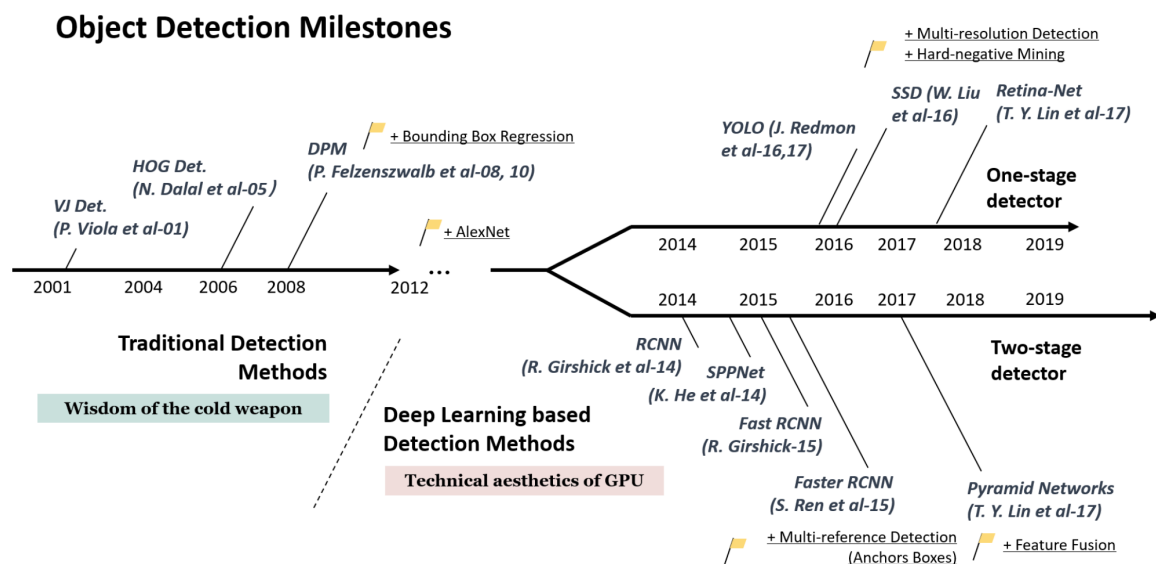 Object Detection Milestones
+ Multi-resolution Detection
+ Hard-negative Mining
SSD (W. Liu
et al-16)
Retina-Net
(T. Y. Lin et al-17)
YOLO (J. Redmon
et al-16,17)
+ Bounding Box Regression
DPM
(P. Felzenszwalb et al-08, 10)
HOG Det.
(N. Dalal et al-05)
VJ Det.
(P. Viola et al-01)
One-stage
detector
+ AlexNet
...
2014 2015 2016 2017 2018 2019
2001 2004 2006 2008 2012
2014 2015 2016 2017 2018 2019
Traditional Detection
Methods
Wisdom of the cold weapon
RCNN
(R. Girshick et al-14)
SPPNet
(K. He et al-14)
Two-stage
detector
Deep Learning based
Detection Methods
Technical aesthetics of GPU
Fast RCNN
(R. Girshick-15)
Faster RCNN
(S. Ren et al-15)
Pyramid Networks
(T. Y. Lin et al-17)
+ Multi-reference Detection
(Anchors Boxes)
+ Feature Fusion